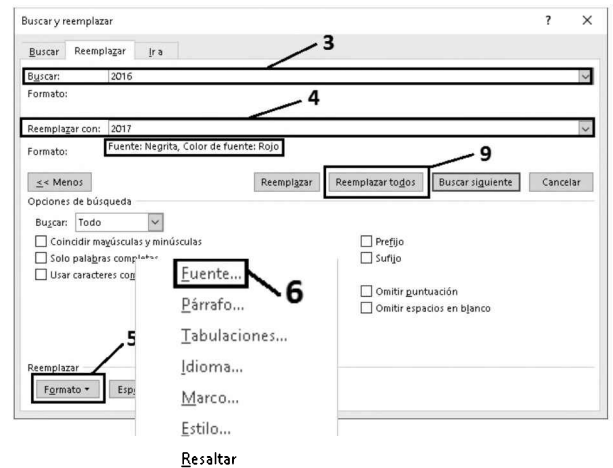 Buscar y reemplazar ? ×
Buscar Reemplazar Ir a
3
Buscar: 2016
Formato:
4
Reemplazar con: 2017
Formato: Fuente: Negrita, Color de fuente: Rojo
9
<< Menos Reemplazar Reemplazar todos Buscar siguiente Cancelar
Opciones de búsqueda
Buscar: Todo
Coincidir mayúsculas y minúsculas Prefijo
Solo palabras completas Sufijo
Usar caracteres
Fuente... 6
Omitir puntuación
Párrafo... Omitir espacios en blanco
Tabulaciones...
5
Reemplazar
Idioma...
Formato
Marco...
Estilo...
Resaltar